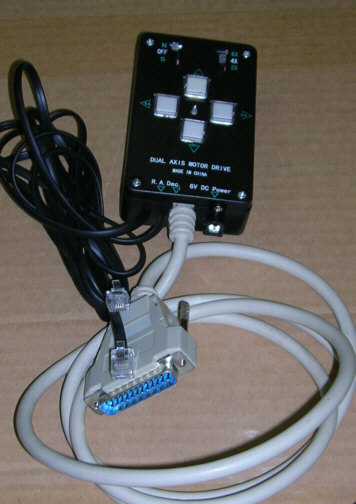 N 8X
OFF 4X
S 2X
DUAL AXIS MOTOR DRIVE
MADE IN CHINA
R.A. Dec. 6V DC Power